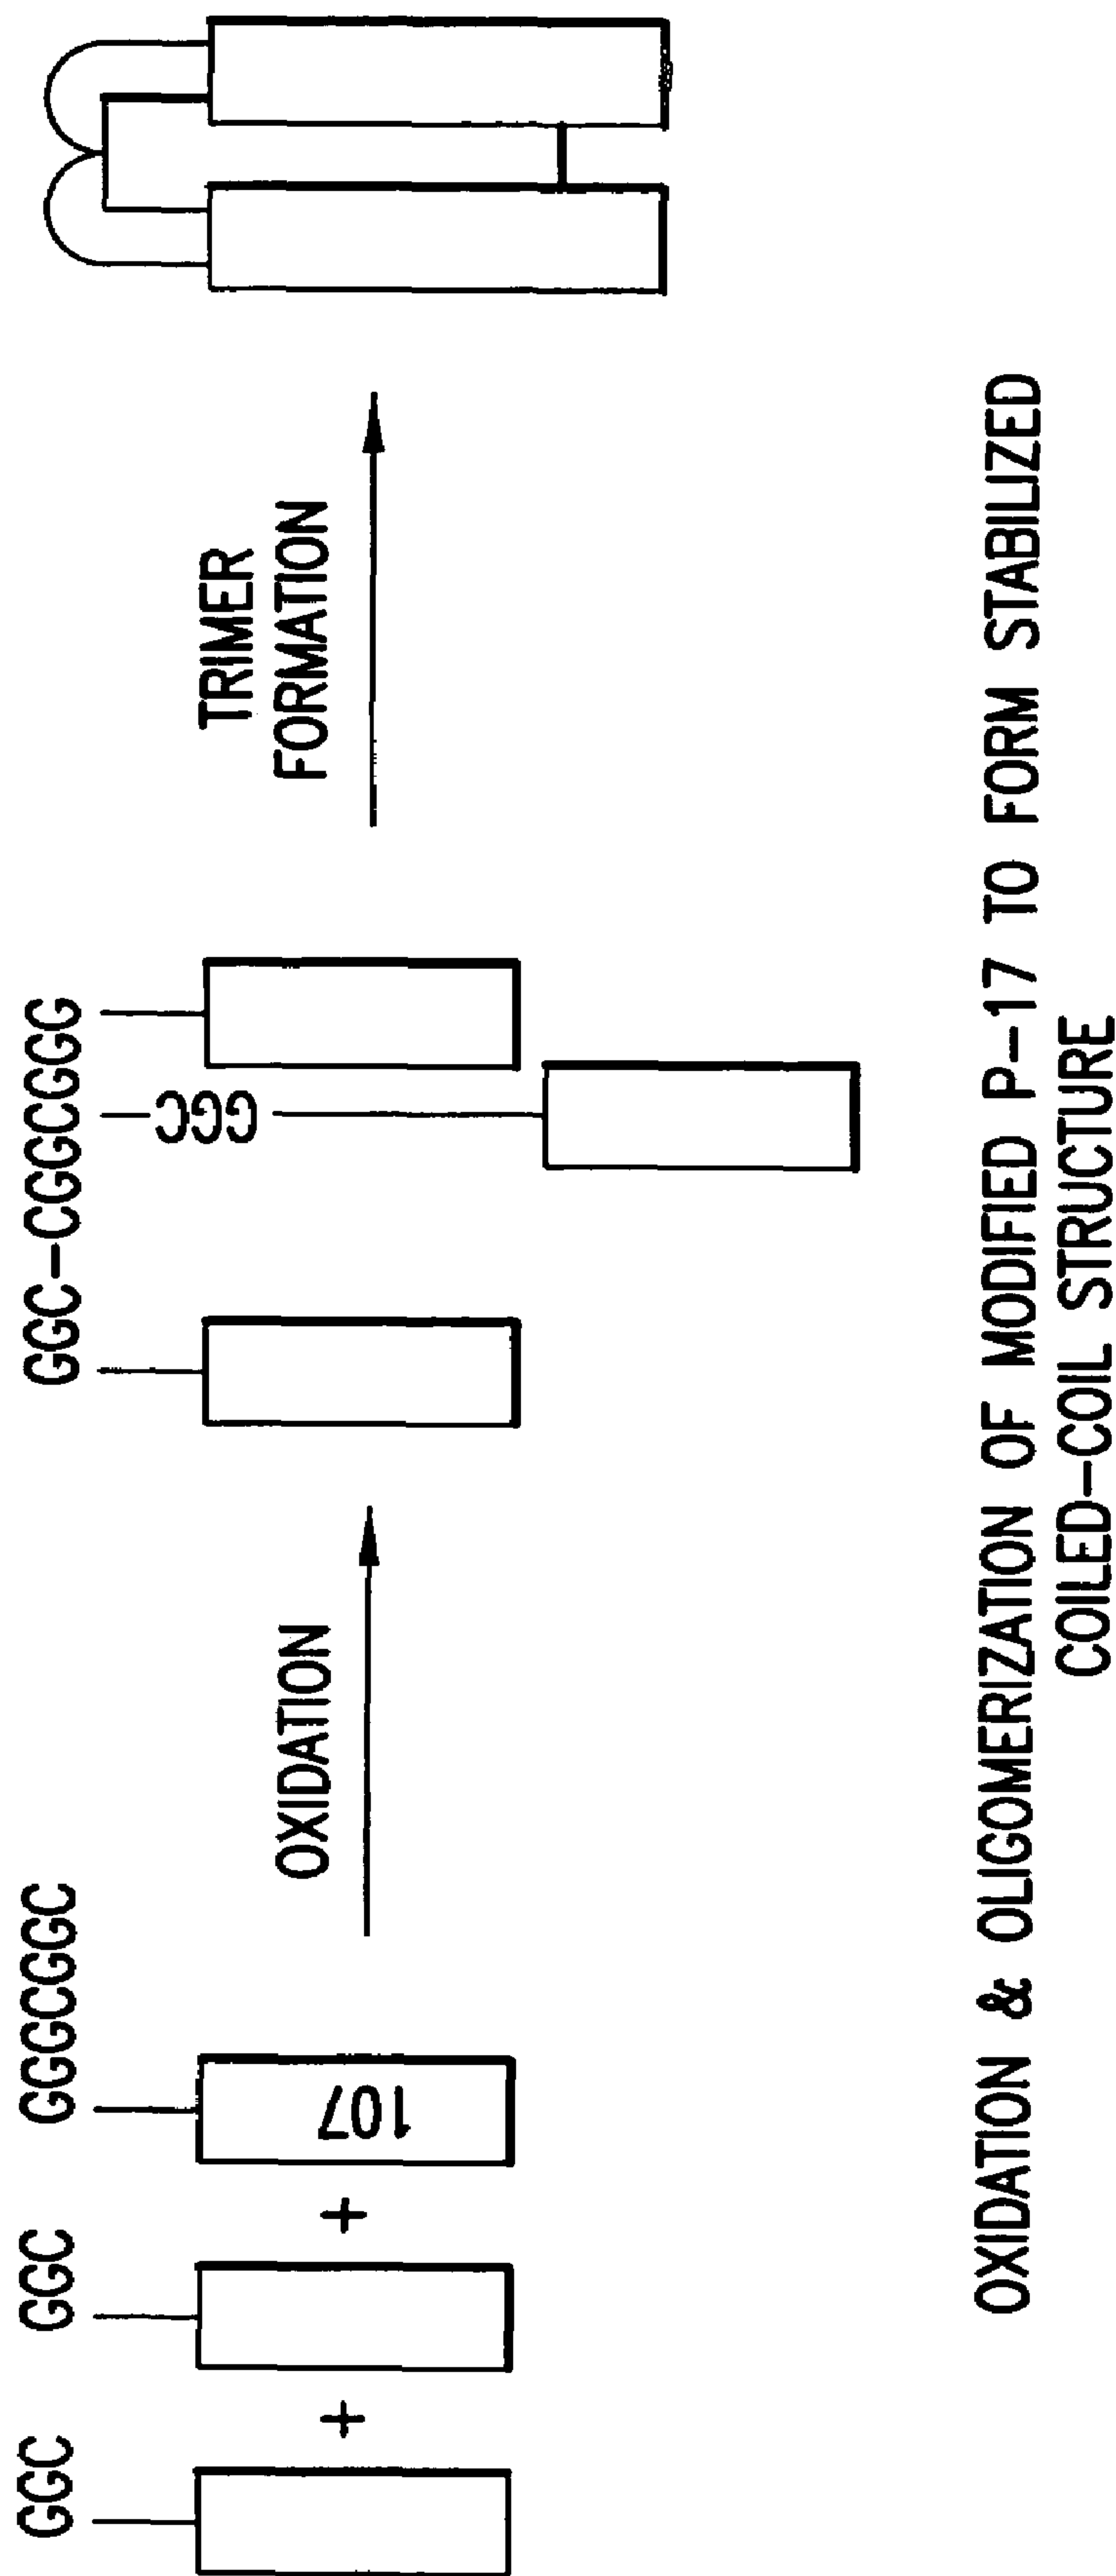 GGC GGC GGGCGGC
+ + 107
OXIDATION
GGC-CGGCGGG
GGC
TRIMER
FORMATION
OXIDATION & OLIGOMERIZATION OF MODIFIED P-17 TO FORM STABILIZED
COILED-COIL STRUCTURE